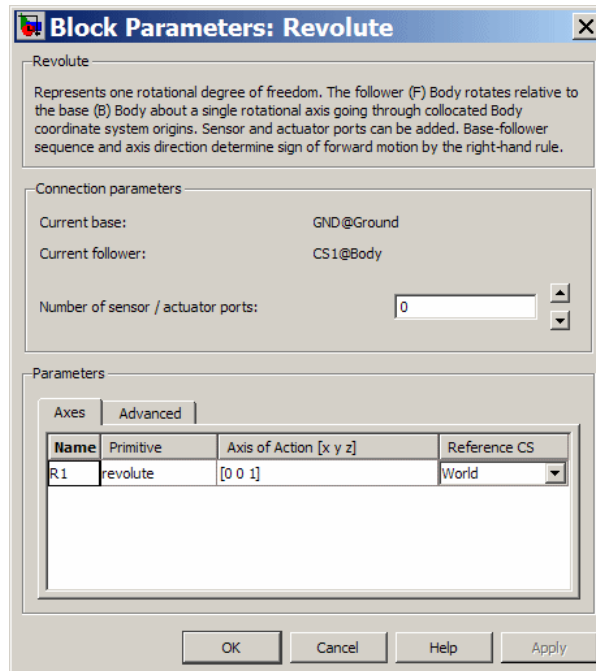 Block Parameters: Revolute
Revolute
Represents one rotational degree of freedom. The follower (F) Body rotates relative to
the base (B) Body about a single rotational axis going through collocated Body
coordinate system origins. Sensor and actuator ports can be added. Base-follower
sequence and axis direction determine sign of forward motion by the right-hand rule.
Connection parameters
Current base: GND@Ground
Current follower: CS1@Body
Number of sensor / actuator ports: 0
Parameters
Axes Advanced
Name Primitive Axis of Action [x y z] Reference CS
R1 revolute [0 0 1] World
OK Cancel Help Apply